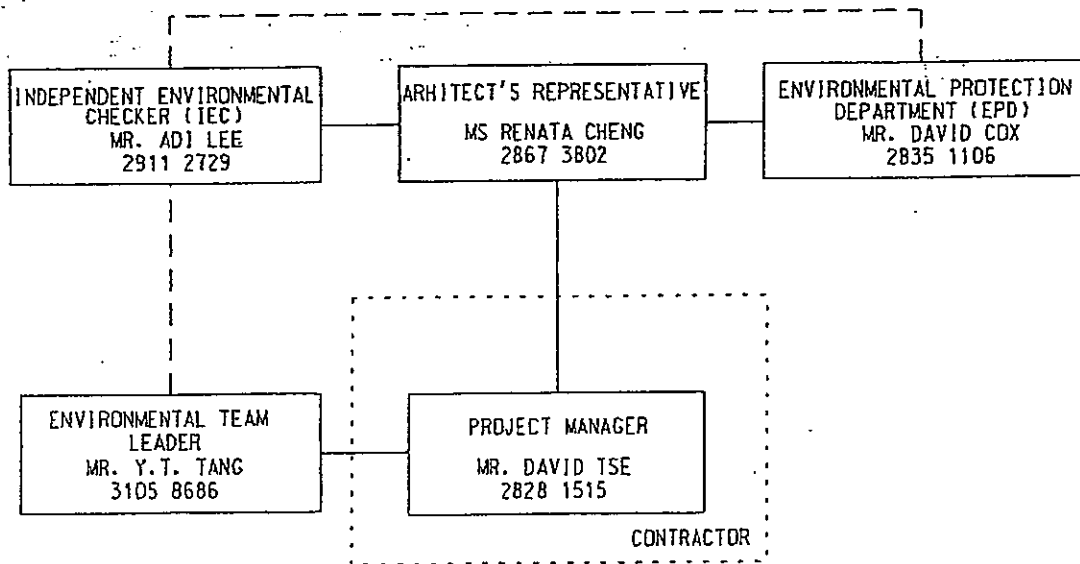 INDEPENDENT ENVIRONMENTAL
CHECKER (IEC)
MR. ADI LEE
2911 2729
ARHITECT'S REPRESENTATIVE
MS RENATA CHENG
2867 3802
ENVIRONMENTAL PROTECTION
DEPARTMENT (EPD)
MR. DAVID COX
2835 1106
ENVIRONMENTAL TEAM
LEADER
MR. Y.T. TANG
3105 8686
PROJECT MANAGER
MR. DAVID TSE
2828 1515
CONTRACTOR